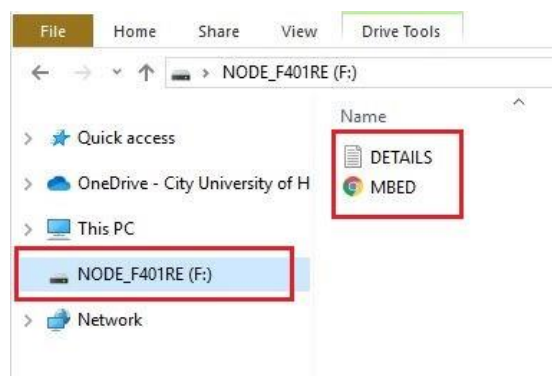 File Home Share View Drive Tools
NODE_F401RE (F:)
Name
Quick access
DETAILS
OneDrive - City University of H
MBED
This PC
NODE_F401RE (F:)
Network